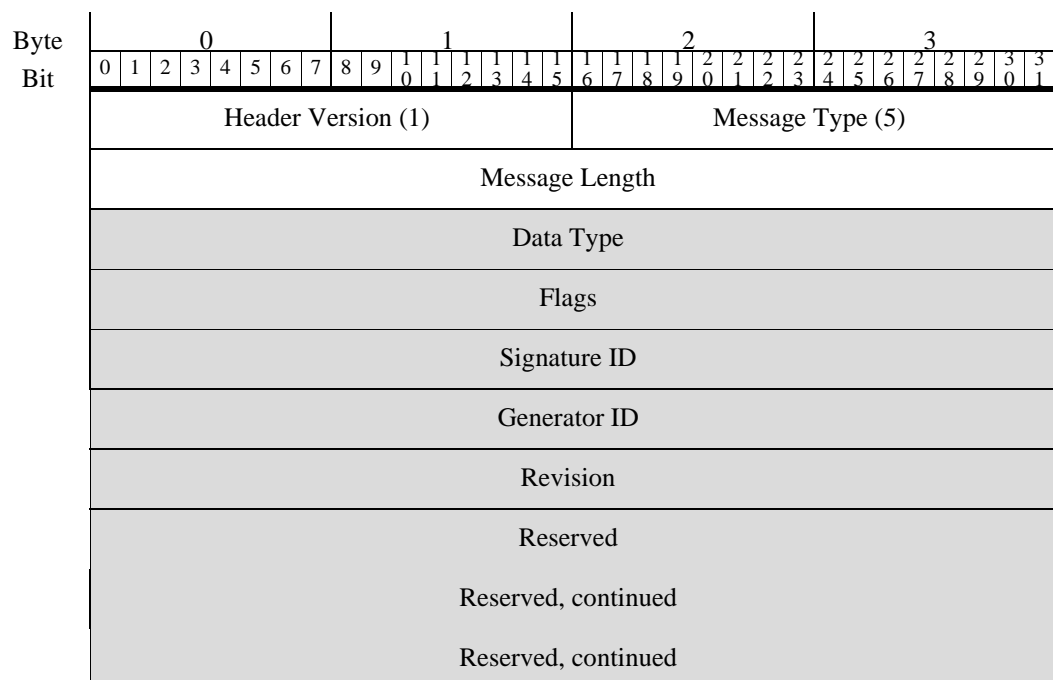 Byte 0 1 2 3
Bit 0 1 2 3 4 5 6 7 8 9 10 11 12 13 14 15 16 17 18 19 20 21 22 23 24 25 26 27 28 29 30 31
Header Version (1) Message Type (5)
Message Length
Data Type
Flags
Signature ID
Generator ID
Revision
Reserved
Reserved, continued
Reserved, continued